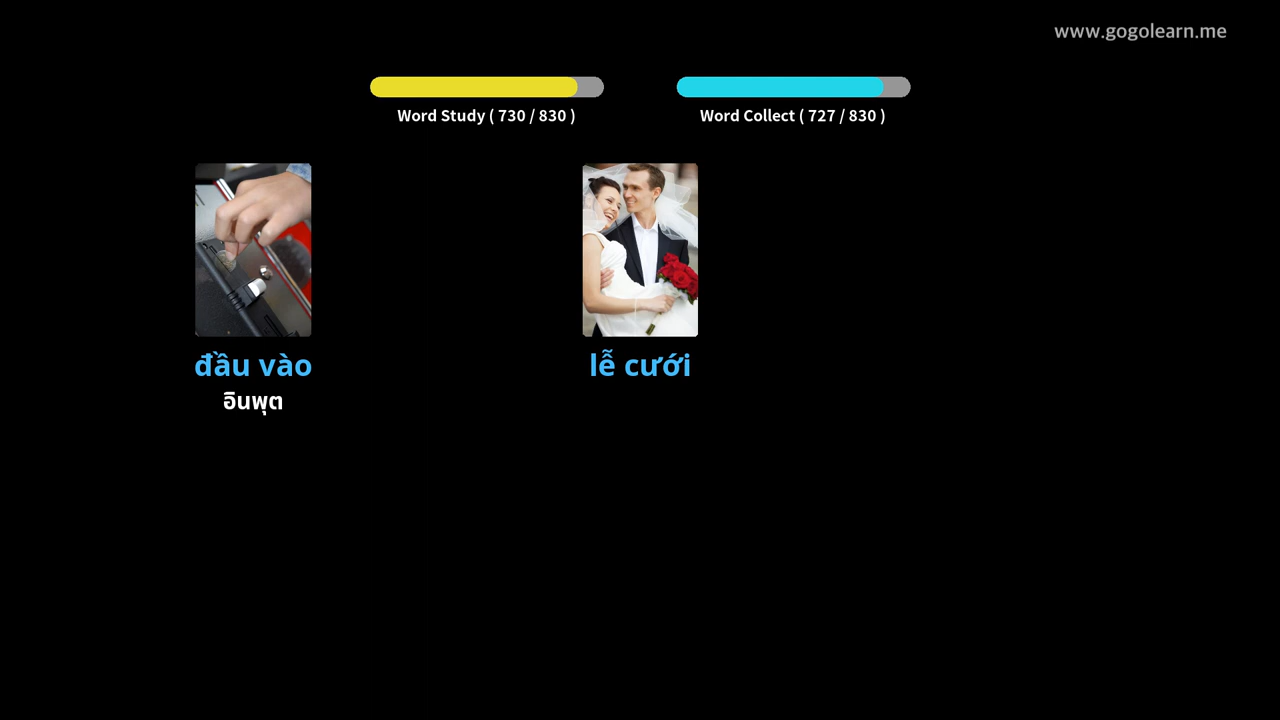 www.gogolearn.me
Word Study ( 730 / 830 )
Word Collect ( 727 / 830 )
đầu vào
อินพุต
lễ cưới